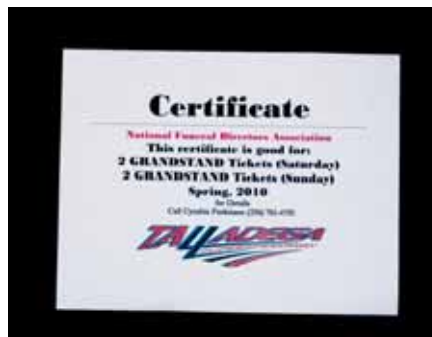 Certificate
National Funeral Directors Association
This certificate is good for:
2 GRANDSTAND Tickets (Saturday)
2 GRANDSTAND Tickets (Sunday)
Spring, 2010
for Details
Call Cynthia
TALLADEGA